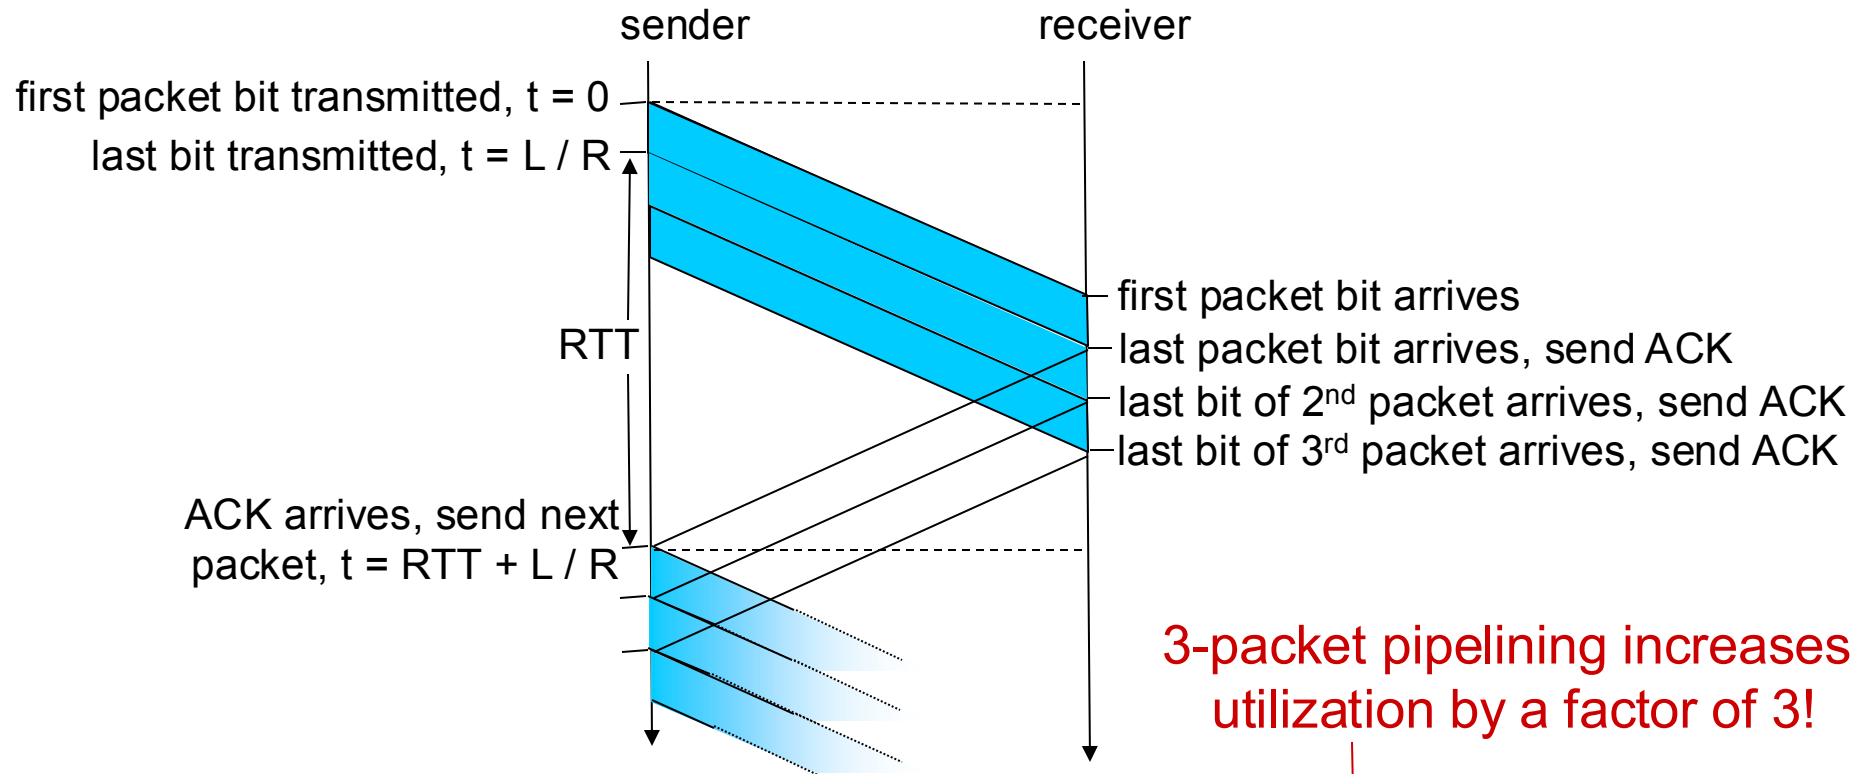 sender
receiver
first packet bit transmitted, t = 0
last bit transmitted, t = L / R
first packet bit arrives
RTT
last packet bit arrives, send ACK
last bit of 2nd packet arrives, send ACK
last bit of 3rd packet arrives, send ACK
ACK arrives, send next
packet, t = RTT + L / R
3-packet pipelining increases
utilization by a factor of 3!